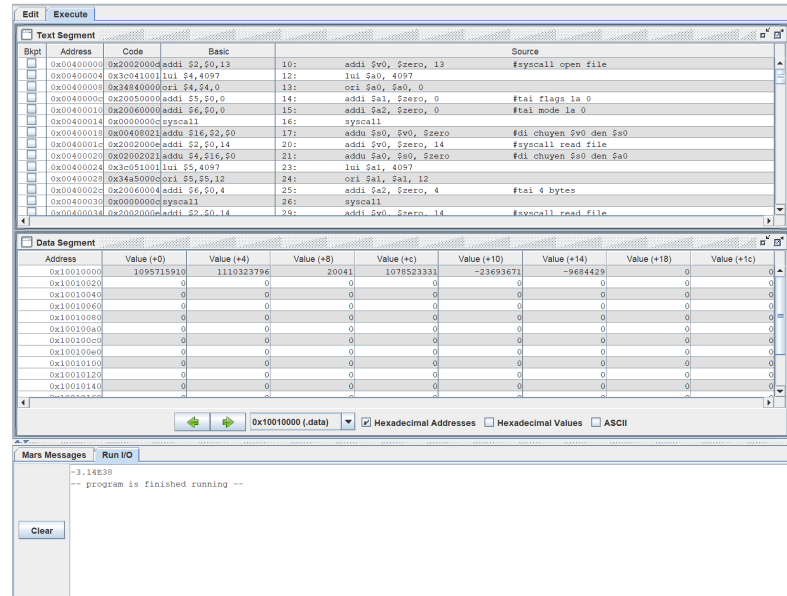 Edit Execute
Text Segment
Bkpt Address Code Basic Source
0x00400000 0x2002000d addi $2,$0,13 10: addi $v0, $zero, 13 #syscall open file
0x00400004 0x3c041001 lui $4,4097 12: lui $a0, 4097
0x00400008 0x34840000 ori $4,$4,0 13: ori $a0, $a0, 0
0x0040000c 0x20050000 addi $5,$0,0 14: addi $a1, $zero, 0 #tai flags la 0
0x00400010 0x20060000 addi $6,$0,0 15: addi $a2, $zero, 0 #tai mode la 0
0x00400014 0x0000000c syscall 16: syscall
0x00400018 0x00408021 addu $16,$2,$0 17: addu $s0, $v0, $zero #di chuyen $v0 den $s0
0x0040001c 0x2002000e addi $2,$0,14 20: addi $v0, $zero, 14 #syscall read file
0x00400020 0x02002021 addu $4,$16,$0 21: addu $a0, $s0, $zero #di chuyen $s0 den $a0
0x00400024 0x3c051001 lui $5,4097 23: lui $a1, 4097
0x00400028 0x34a5000c ori $5,$5,12 24: ori $a1, $a1, 12
0x0040002c 0x20060004 addi $6,$0,4 25: addi $a2, $zero, 4 #tai 4 bytes
0x00400030 0x0000000c syscall 26: syscall
0x00400034 0x2002000e addi $2,$0,14 29: addi $v0, $zero, 14 #syscall read file
Data Segment
Address Value (+0) Value (+4) Value (+8) Value (+c) Value (+10) Value (+14) Value (+18) Value (+1c)
0x10010000 1095715910 1110323796 20041 1078523331 -23693671 -9684429 0 0
0x10010020 0 0 0 0 0 0 0 0
0x10010040 0 0 0 0 0 0 0 0
0x10010060 0 0 0 0 0 0 0 0
0x10010080 0 0 0 0 0 0 0 0
0x100100a0 0 0 0 0 0 0 0 0
0x100100c0 0 0 0 0 0 0 0 0
0x100100e0 0 0 0 0 0 0 0 0
0x10010100 0 0 0 0 0 0 0 0
0x10010120 0 0 0 0 0 0 0 0
0x10010140 0 0 0 0 0 0 0 0
0x10010000 (.data) Hexadecimal Addresses Hexadecimal Values ASCII
Mars Messages Run I/O
-3.14E38
-- program is finished running --
Clear